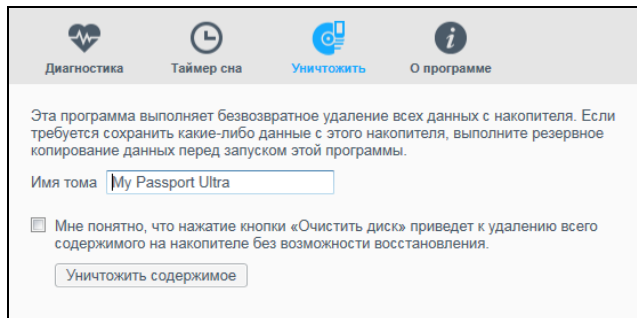 Диагностика Таймер сна Уничтожить О программе
Эта программа выполняет безвозвратное удаление всех данных с накопителя. Если
требуется сохранить какие-либо данные с этого накопителя, выполните резервное
копирование данных перед запуском этой программы.
Имя тома My Passport Ultra
Мне понятно, что нажатие кнопки «Очистить диск» приведет к удалению всего
содержимого на накопителе без возможности восстановления.
Уничтожить содержимое